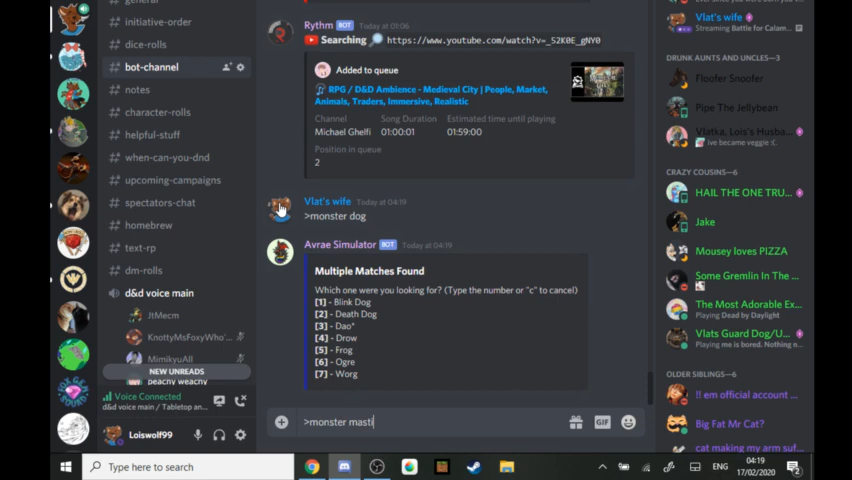 general
initiative-order
dice-rolls
bot-channel
notes
character-rolls
helpful-stuff
when-can-you-dnd
upcoming-campaigns
spectators-chat
homebrew
text-rp
dm-rolls
d&d voice main
JtMecm
KnottyMsFoxyWho'...
MimikyuAll
NEW UNREADS
peachy weachy
Voice Connected
d&d voice main / Tabletop an...
Loiswolf99
Rythm BOT Today at 01:06
Searching https://www.youtube.com/watch?v=_52K0E_gNY0
Added to queue
RPG / D&D Ambience - Medieval City | People, Market,
Animals, Traders, Immersive, Realistic
Channel Song Duration Estimated time until playing
Michael Ghelfi 01:00:01 01:59:00
Position in queue
2
Vlat's wife Today at 04:19
>monster dog
Avrae Simulator BOT Today at 04:19
Multiple Matches Found
Which one were you looking for? (Type the number or "c" to cancel)
[1] - Blink Dog
[2] - Death Dog
[3] - Dao*
[4] - Drow
[5] - Frog
[6] - Ogre
[7] - Worg
>monster masti
GIF
Vlat's wife
Streaming Battle for Calam...
DRUNK AUNTS AND UNCLES—3
Floofer Snoofer
Pipe The Jellybean
Vlatka, Lois's Husba...
Ive became veggie :(.
CRAZY COUSINS—6
HAIL THE ONE TRU...
Jake
Mousey loves PIZZA
Some Gremlin In The ...
The Most Adorable Ex...
Playing Dead by Daylight
Vlats Guard Dog/U...
Playing me is bored. Nothing n...
OLDER SIBLINGS—6
!! em official account ...
Big Fat Mr Cat?
cat making my arm suf...
Type here to search
ENG
04:19
17/02/2020